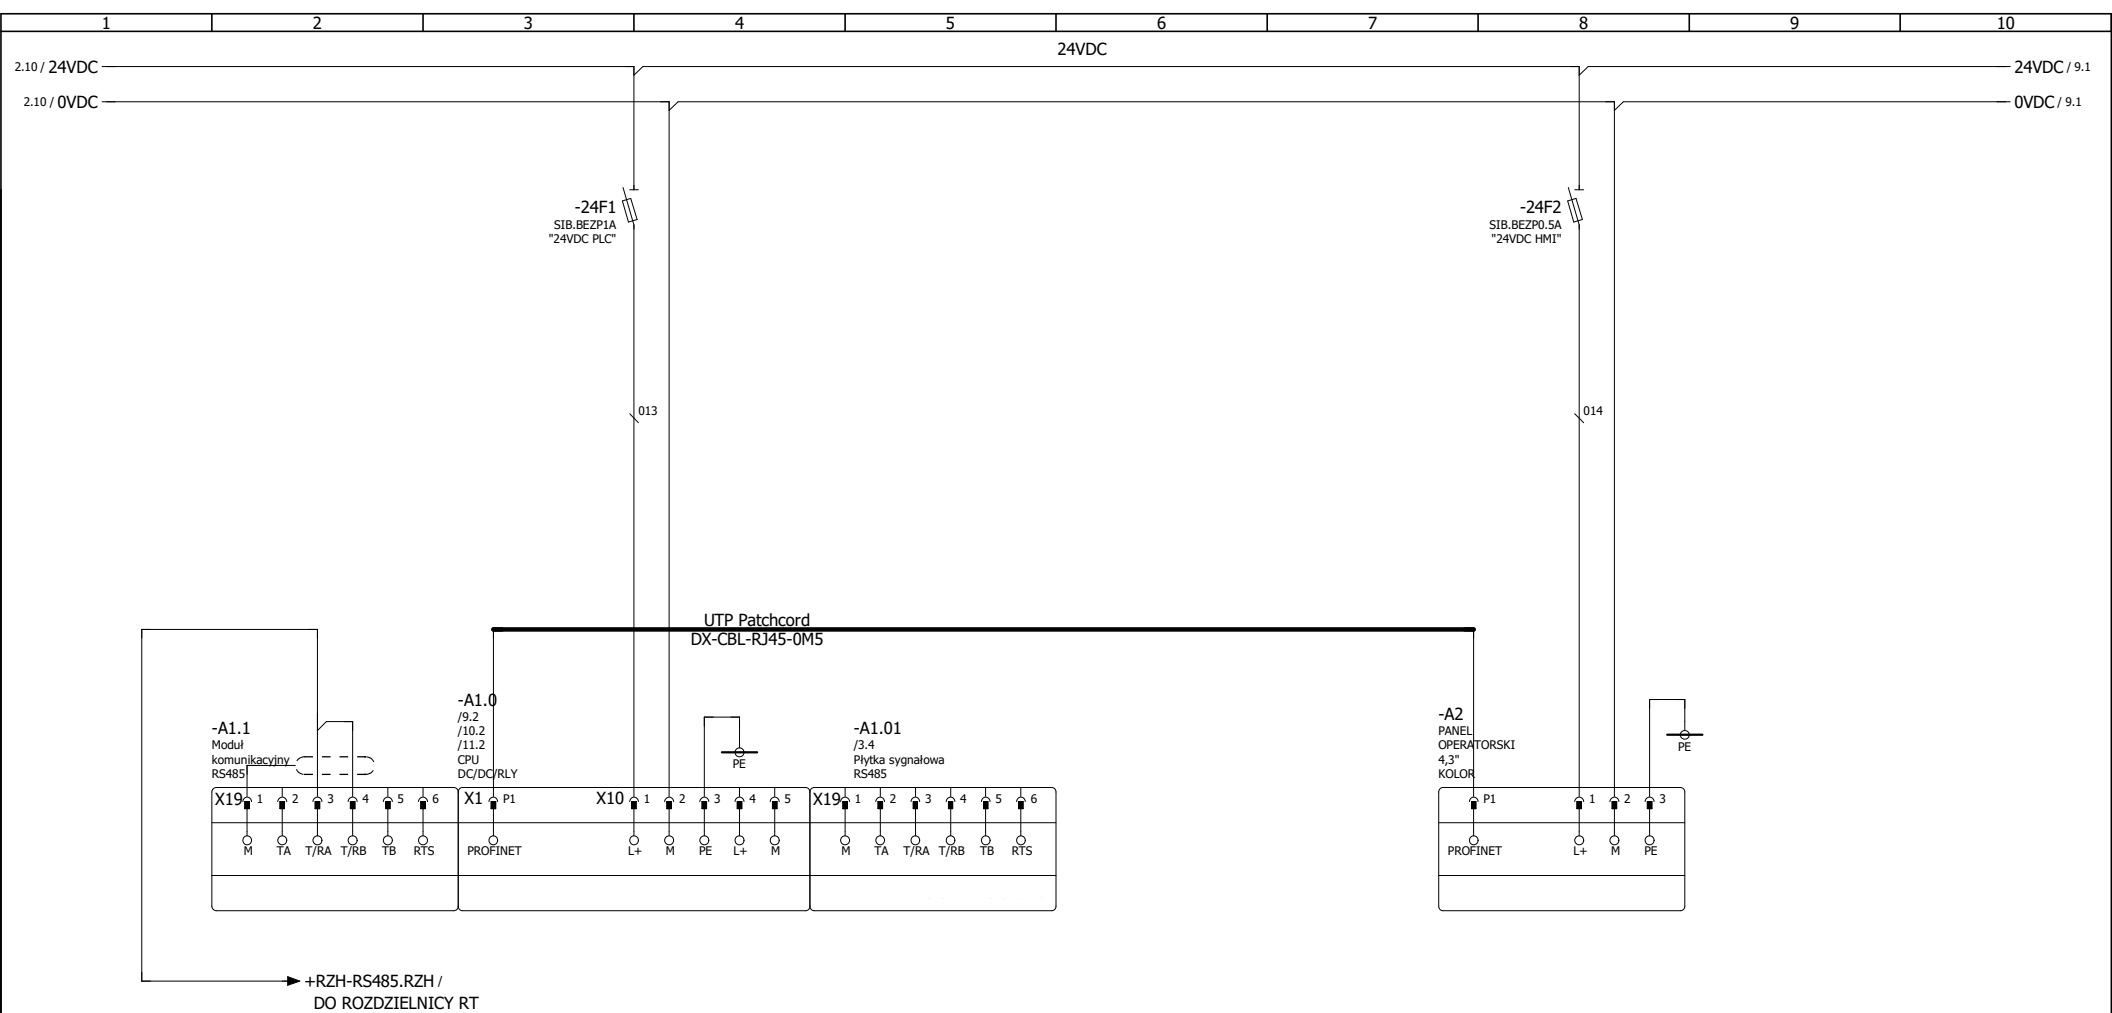 1 2 3 4 5 6 7 8 9 10
24VDC
2.10 / 24VDC
24VDC / 9.1
2.10 / 0VDC
0VDC / 9.1
-24F1
SIB.BEZP1A
"24VDC PLC"
-24F2
SIB.BEZP0.5A
"24VDC HMI"
013
014
UTP Patchcord
DX-CBL-RJ45-0M5
-A1.1
Moduł
komunikacyjny
RS485
-A1.0
/9.2
/10.2
/11.2
CPU
DC/DC/RLY
PE
-A1.01
/3.4
Płytka sygnałowa
RS485
-A2
PANEL
OPERATORSKI
4,3"
KOLOR
PE
X19 1 2 3 4 5 6
M TA T/RA T/RB TB RTS
X1 P1 X10 1 2 3 4 5
PROFINET L+ M PE L+ M
X19 1 2 3 4 5 6
M TA T/RA T/RB TB RTS
P1 1 2 3
PROFINET L+ M PE
+RZH-RS485.RZH /
DO ROZDZIELNICY RT